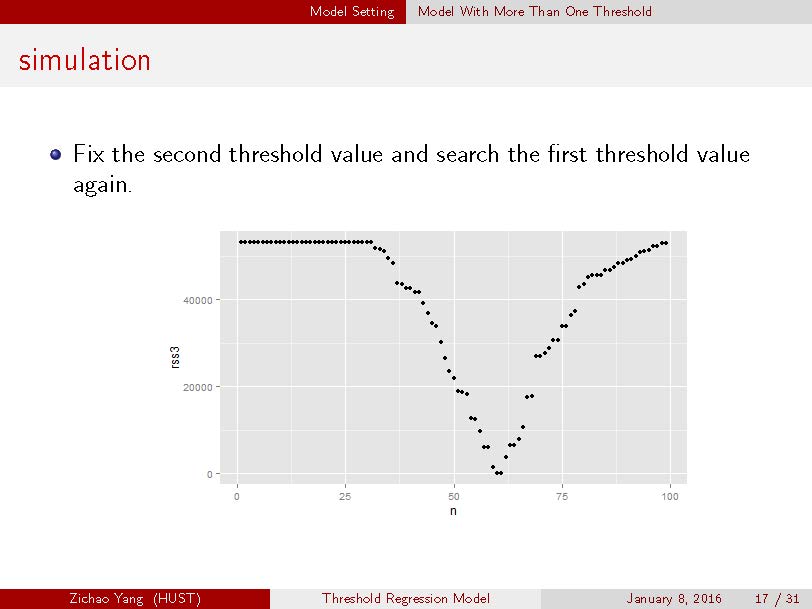 Model Setting Model With More Than One Threshold
simulation
Fix the second threshold value and search the first threshold value
again.
40000
20000
0
rss3
0 25 50 75 100
n
Zichao Yang (HUST) Threshold Regression Model January 8, 2016 17 / 31